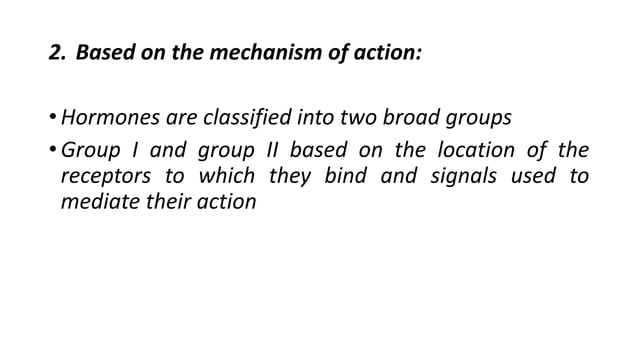 2. Based on the mechanism of action:
• Hormones are classified into two broad groups
• Group I and group II based on the location of the
receptors to which they bind and signals used to
mediate their action